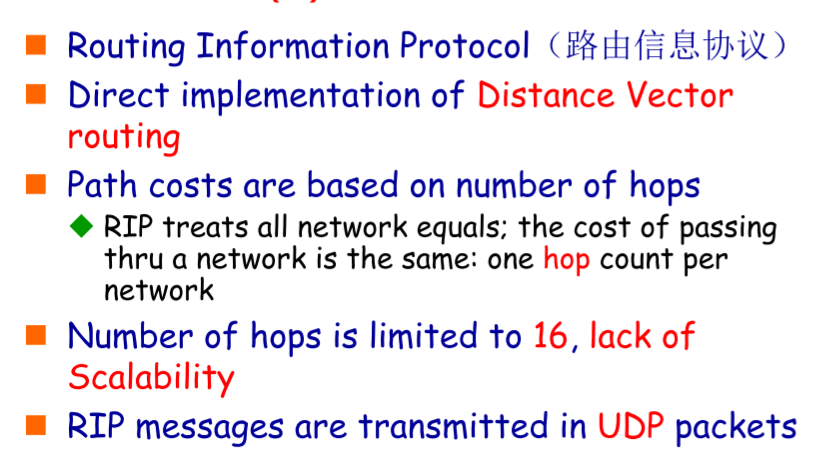 Routing Information Protocol（路由信息协议）
Direct implementation of Distance Vector
routing
Path costs are based on number of hops
RIP treats all network equals; the cost of passing
thru a network is the same: one hop count per
network
Number of hops is limited to 16, lack of
Scalability
RIP messages are transmitted in UDP packets